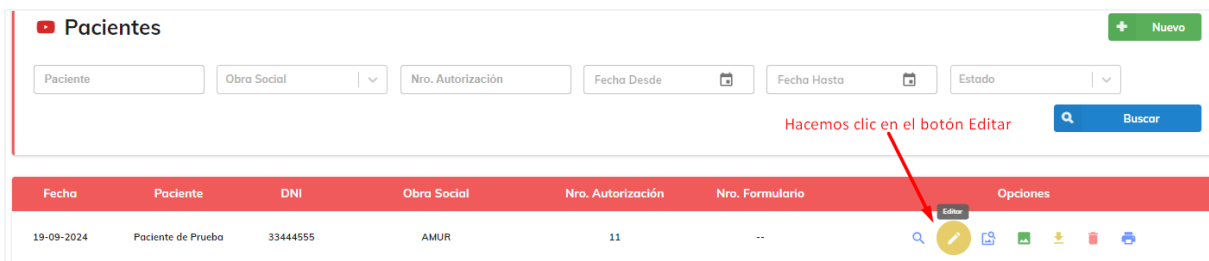 Pacientes
+ Nuevo
Paciente Obra Social Nro. Autorización Fecha Desde Fecha Hasta Estado
Hacemos clic en el botón Editar
Buscar
Fecha Paciente DNI Obra Social Nro. Autorización Nro. Formulario Opciones
Editar
19-09-2024 Paciente de Prueba 33444555 AMUR 11 --